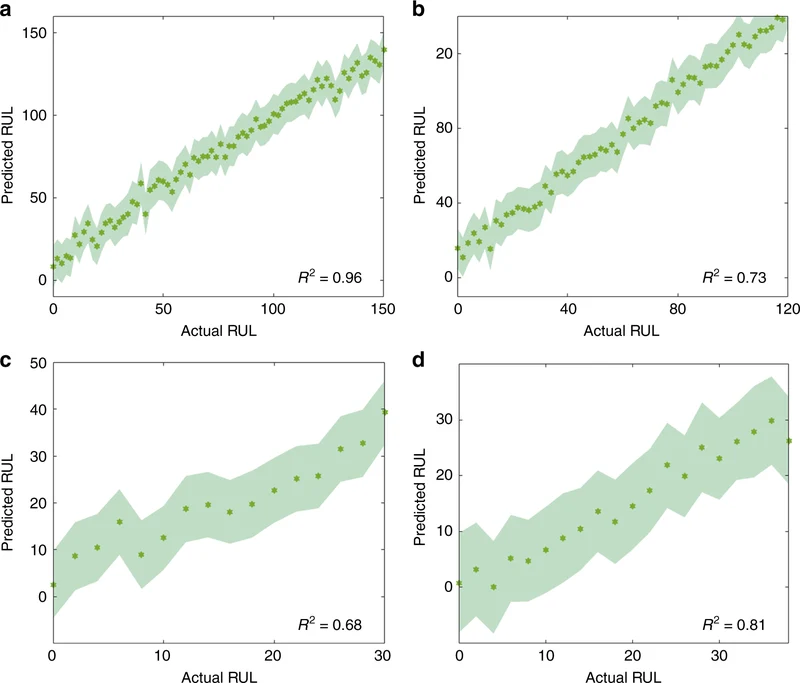 a
150
100
50
0
Predicted RUL
R² = 0.96
0 50 100 150
Actual RUL
b
20
80
40
0
Predicted RUL
R² = 0.73
0 40 80 120
Actual RUL
c
50
40
30
20
10
0
Predicted RUL
R² = 0.68
0 10 20 30
Actual RUL
d
30
20
10
0
Predicted RUL
R² = 0.81
0 10 20 30
Actual RUL